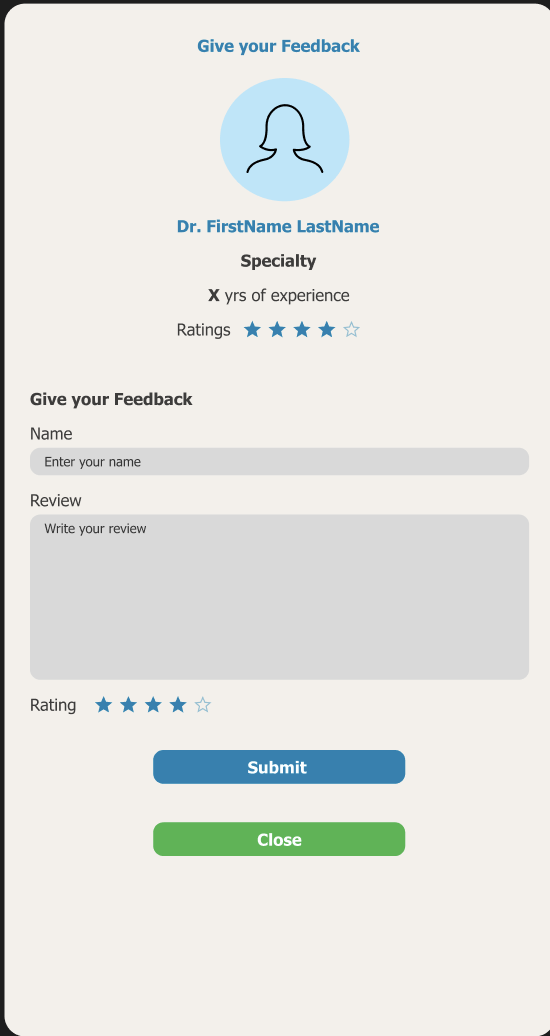 Give your Feedback
Dr. FirstName LastName
Specialty
X yrs of experience
Ratings
Give your Feedback
Name
Enter your name
Review
Write your review
Rating
Submit
Close